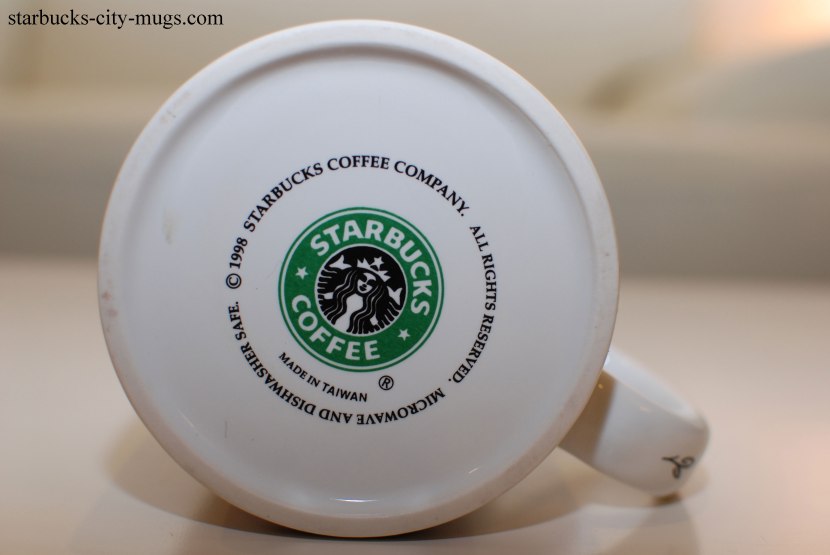 starbucks-city-mugs.com
© 1998 STARBUCKS COFFEE COMPANY. ALL RIGHTS RESERVED. MICROWAVE AND DISHWASHER SAFE.
STARBUCKS
COFFEE
MADE IN TAIWAN
®